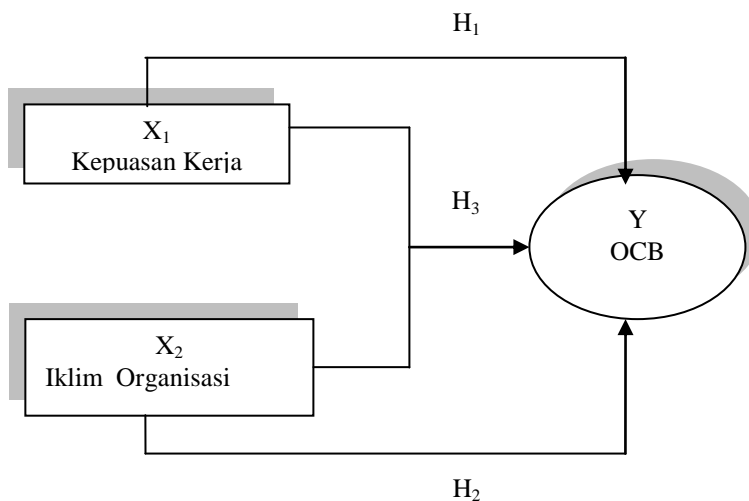 H₁
X₁
Kepuasan Kerja
H₃
Y
OCB
X₂
Iklim Organisasi
H₂